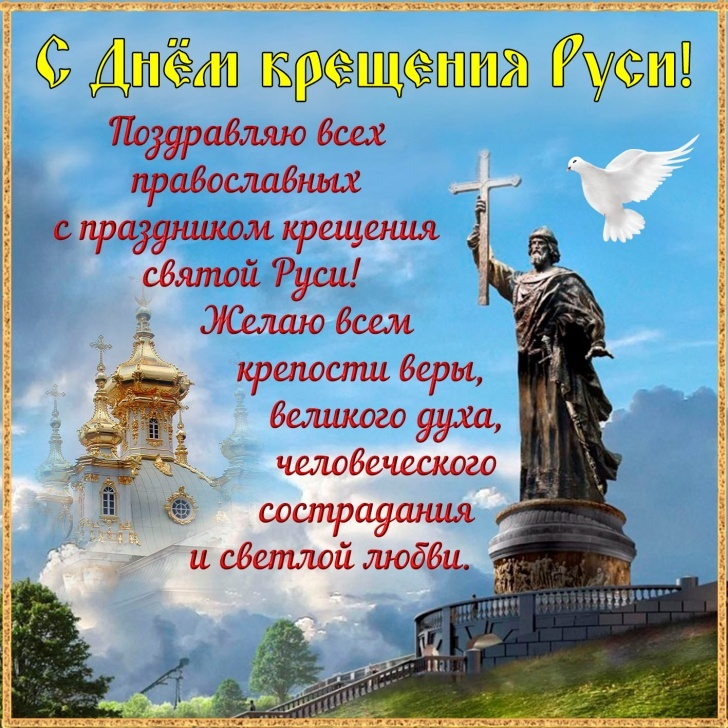 С Днём крещения Руси!
Поздравляю всех
православных
с праздником крещения
святой Руси!
Желаю всем
крепости веры,
великого духа,
человеческого
сострадания
и светлой любви.